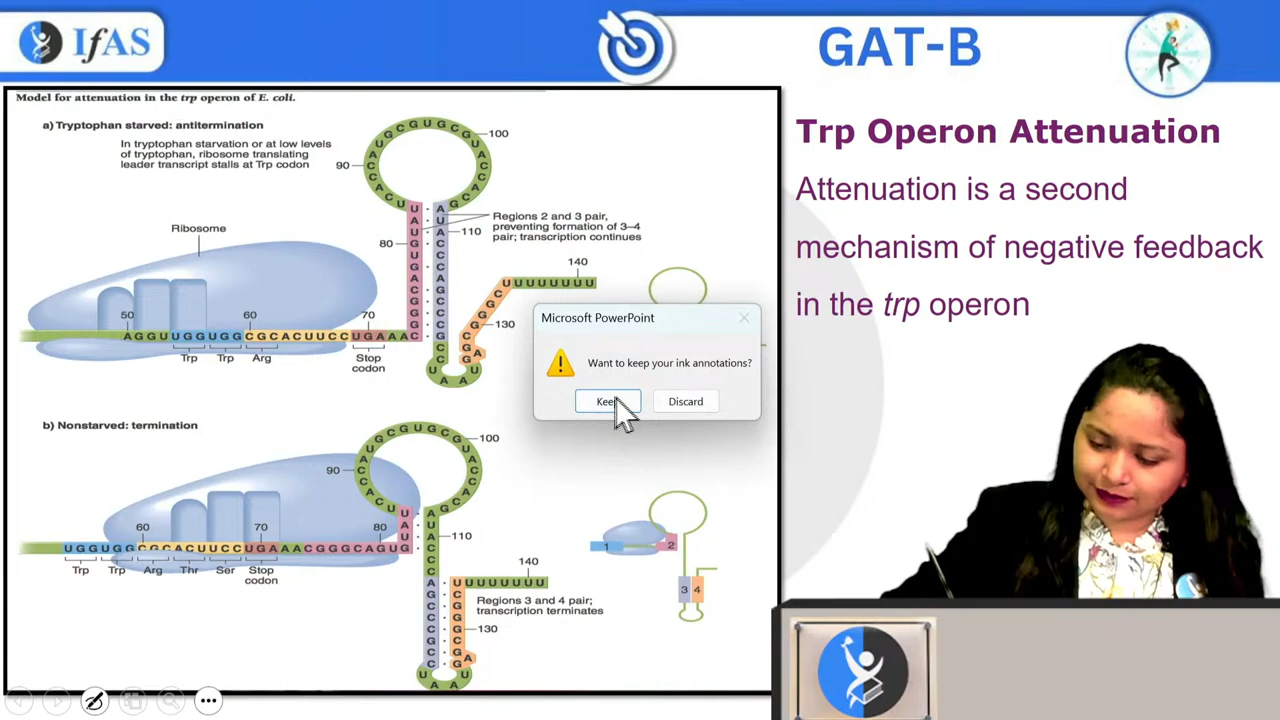 IfAS
GAT-B
Model for attenuation in the trp operon of E. coli.
a) Tryptophan starved: antitermination
In tryptophan starvation or at low levels
of tryptophan, ribosome translating
leader transcript stalls at Trp codon
90
100
Regions 2 and 3 pair,
preventing formation of 3–4
pair; transcription continues
Ribosome
80
110
140
UUUUUUU
50
60
70
130
AGGUUGGUGGCGCACUUCCUGAAAC
Trp
Trp
Arg
Stop
codon
b) Nonstarved: termination
90
100
60
70
80
110
UGGUGGCGCACUUCCUGAAACGGGCAGUG
Trp
Trp
Arg
Thr
Ser
Stop
codon
140
UUUUUUU
Regions 3 and 4 pair;
transcription terminates
130
1
2
3
4
Microsoft PowerPoint
Want to keep your ink annotations?
Discard
Trp Operon Attenuation
Attenuation is a second
mechanism of negative feedback
in the trp operon